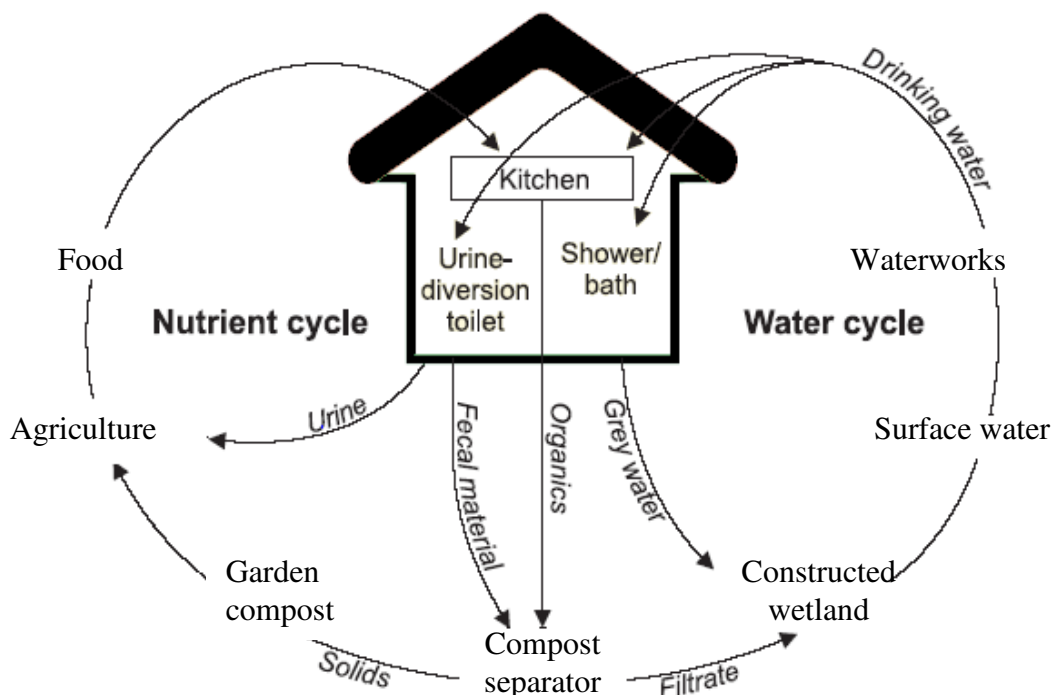 Drinking water
Kitchen
Food
Urine-
diversion
toilet
Shower/
bath
Waterworks
Nutrient cycle
Water cycle
Agriculture
Urine
Fecal material
Organics
Grey water
Surface water
Garden
compost
Constructed
wetland
Compost
separator
Solids
Filtrate